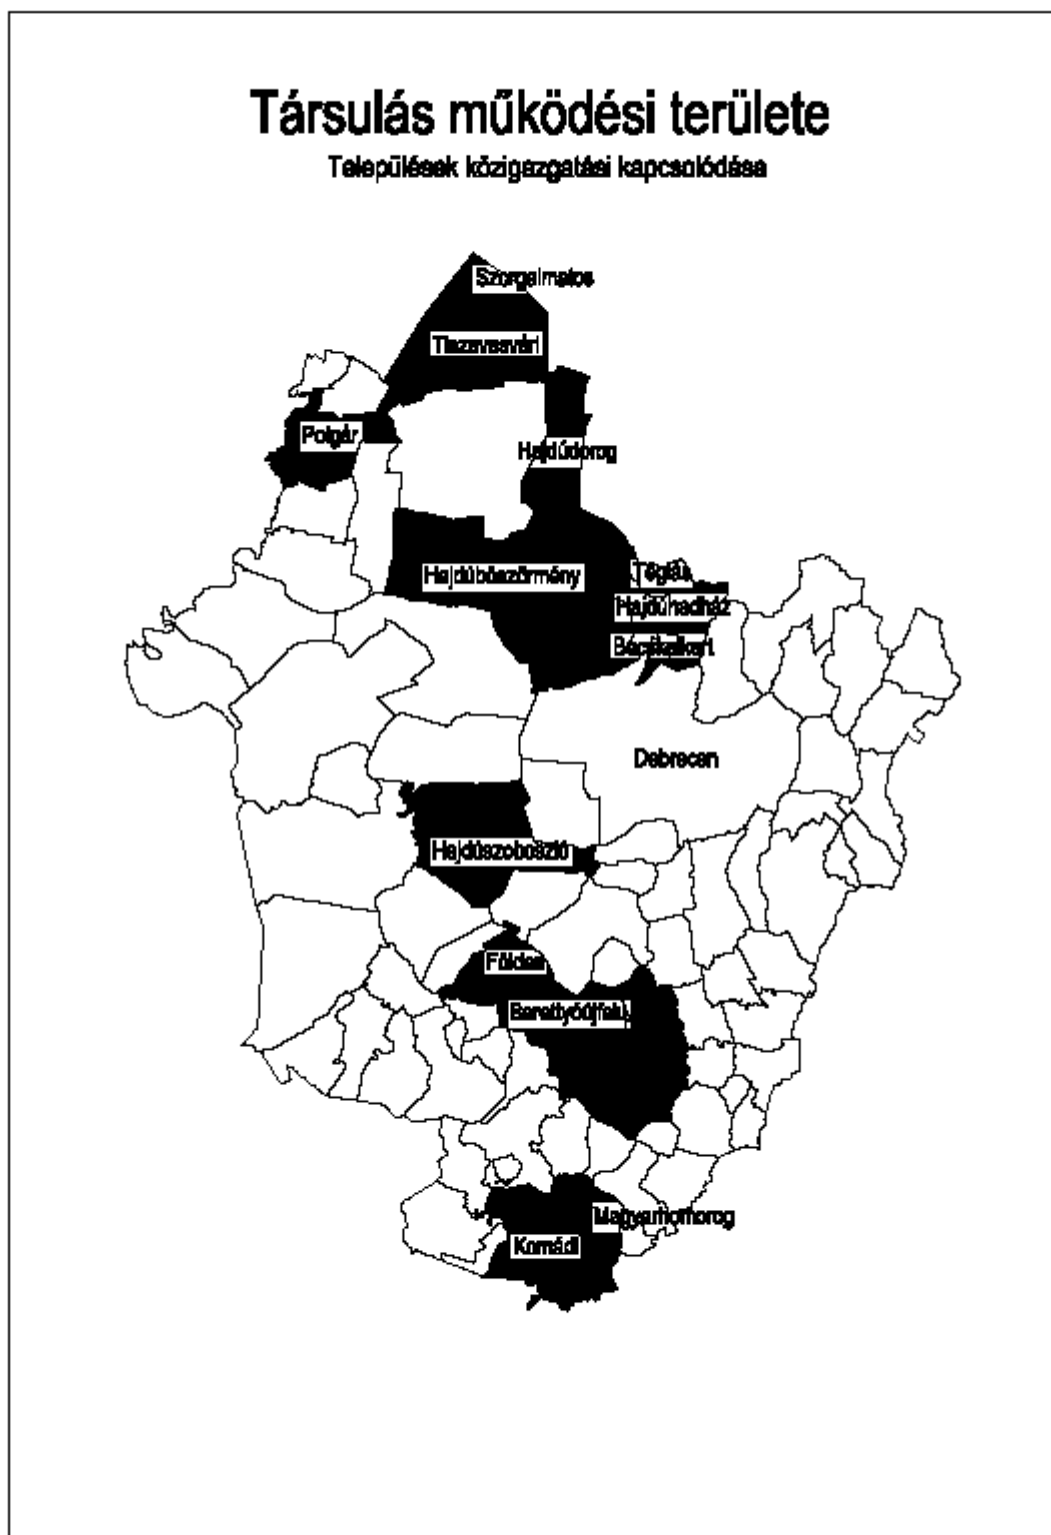 Társulás működési területe
Települések közigazgatási kapcsolódása
Szorgalmatos
Tiszavasvári
Polgár
Hajdúdorog
Hajdúböszörmény
Téglás
Hajdúhadház
Bocskaikert
Debrecen
Hajdúszoboszló
Földes
Berettyóújfalu
Magyarhomorog
Komádi